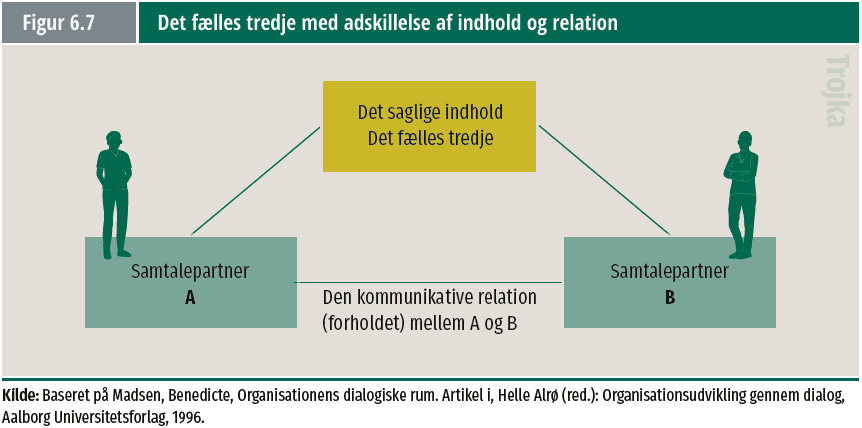 Figur 6.7
Det fælles tredje med adskillelse af indhold og relation
Trojka
Det saglige indhold
Det fælles tredje
Samtalepartner
A
Samtalepartner
B
Den kommunikative relation
(forholdet) mellem A og B
Kilde: Baseret på Madsen, Benedicte, Organisationens dialogiske rum. Artikel i, Helle Alrø (red.): Organisationsudvikling gennem dialog,
Aalborg Universitetsforlag, 1996.